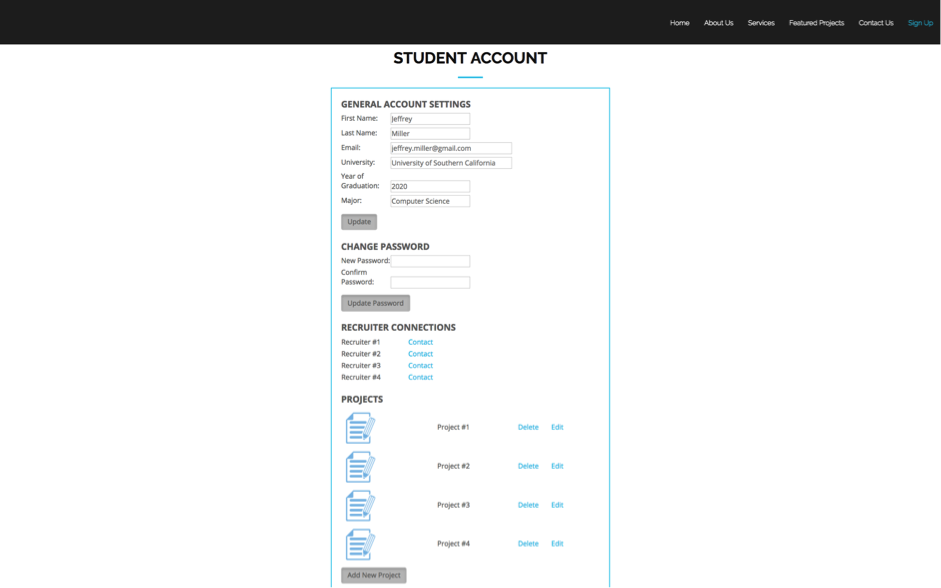 Home About Us Services Featured Projects Contact Us Sign Up
STUDENT ACCOUNT
GENERAL ACCOUNT SETTINGS
First Name: Jeffrey
Last Name: Miller
Email: jeffrey.miller@gmail.com
University: University of Southern California
Year of
Graduation: 2020
Major: Computer Science
Update
CHANGE PASSWORD
New Password:
Confirm
Password:
Update Password
RECRUITER CONNECTIONS
Recruiter #1 Contact
Recruiter #2 Contact
Recruiter #3 Contact
Recruiter #4 Contact
PROJECTS
Project #1 Delete Edit
Project #2 Delete Edit
Project #3 Delete Edit
Project #4 Delete Edit
Add New Project